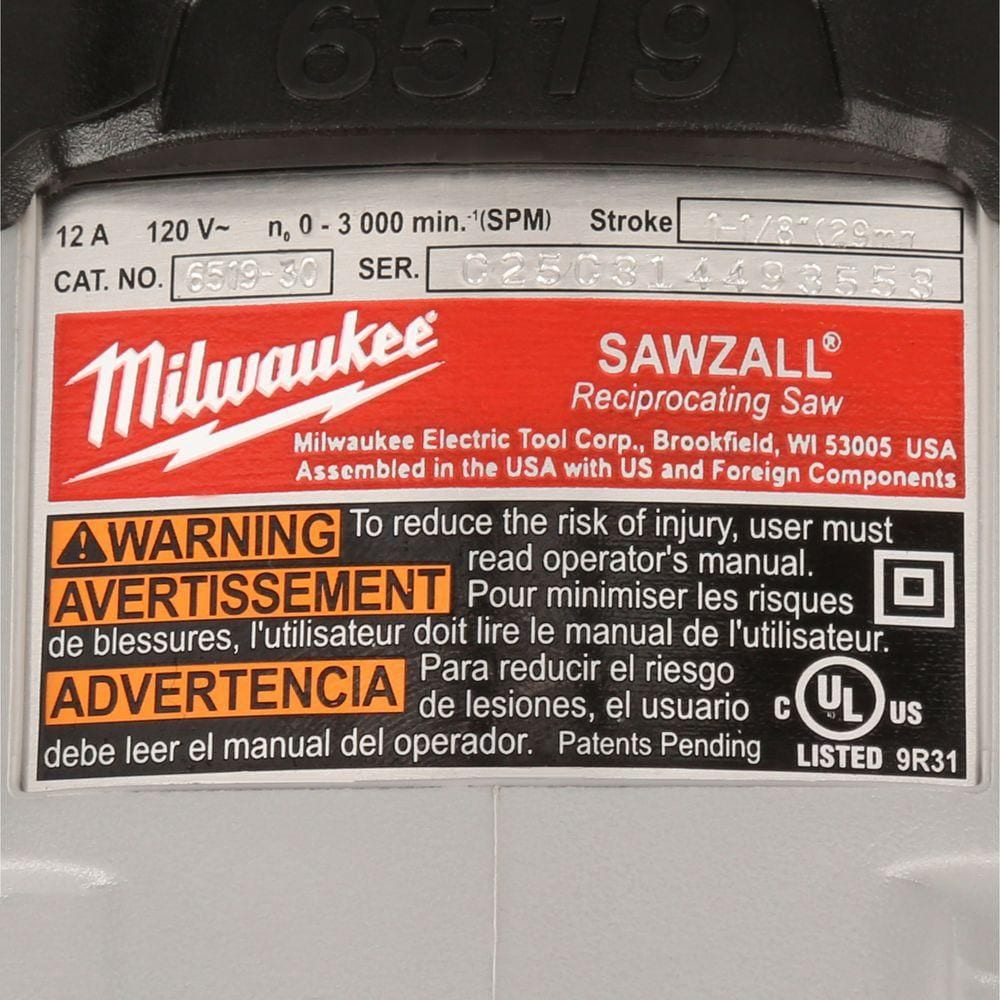 6519
12 A 120 V~ n₀ 0 - 3 000 min.⁻¹(SPM) Stroke 1-1/8"(29mm
CAT. NO. 6519-30 SER. C25C314493553
Milwaukee®
SAWZALL®
Reciprocating Saw
Milwaukee Electric Tool Corp., Brookfield, WI 53005 USA
Assembled in the USA with US and Foreign Components
⚠WARNING To reduce the risk of injury, user must
read operator's manual.
AVERTISSEMENT Pour minimiser les risques
de blessures, l'utilisateur doit lire le manual de l'utilisateur.
ADVERTENCIA Para reducir el riesgo
de lesiones, el usuario
debe leer el manual del operador. Patents Pending
C UL US
LISTED 9R31